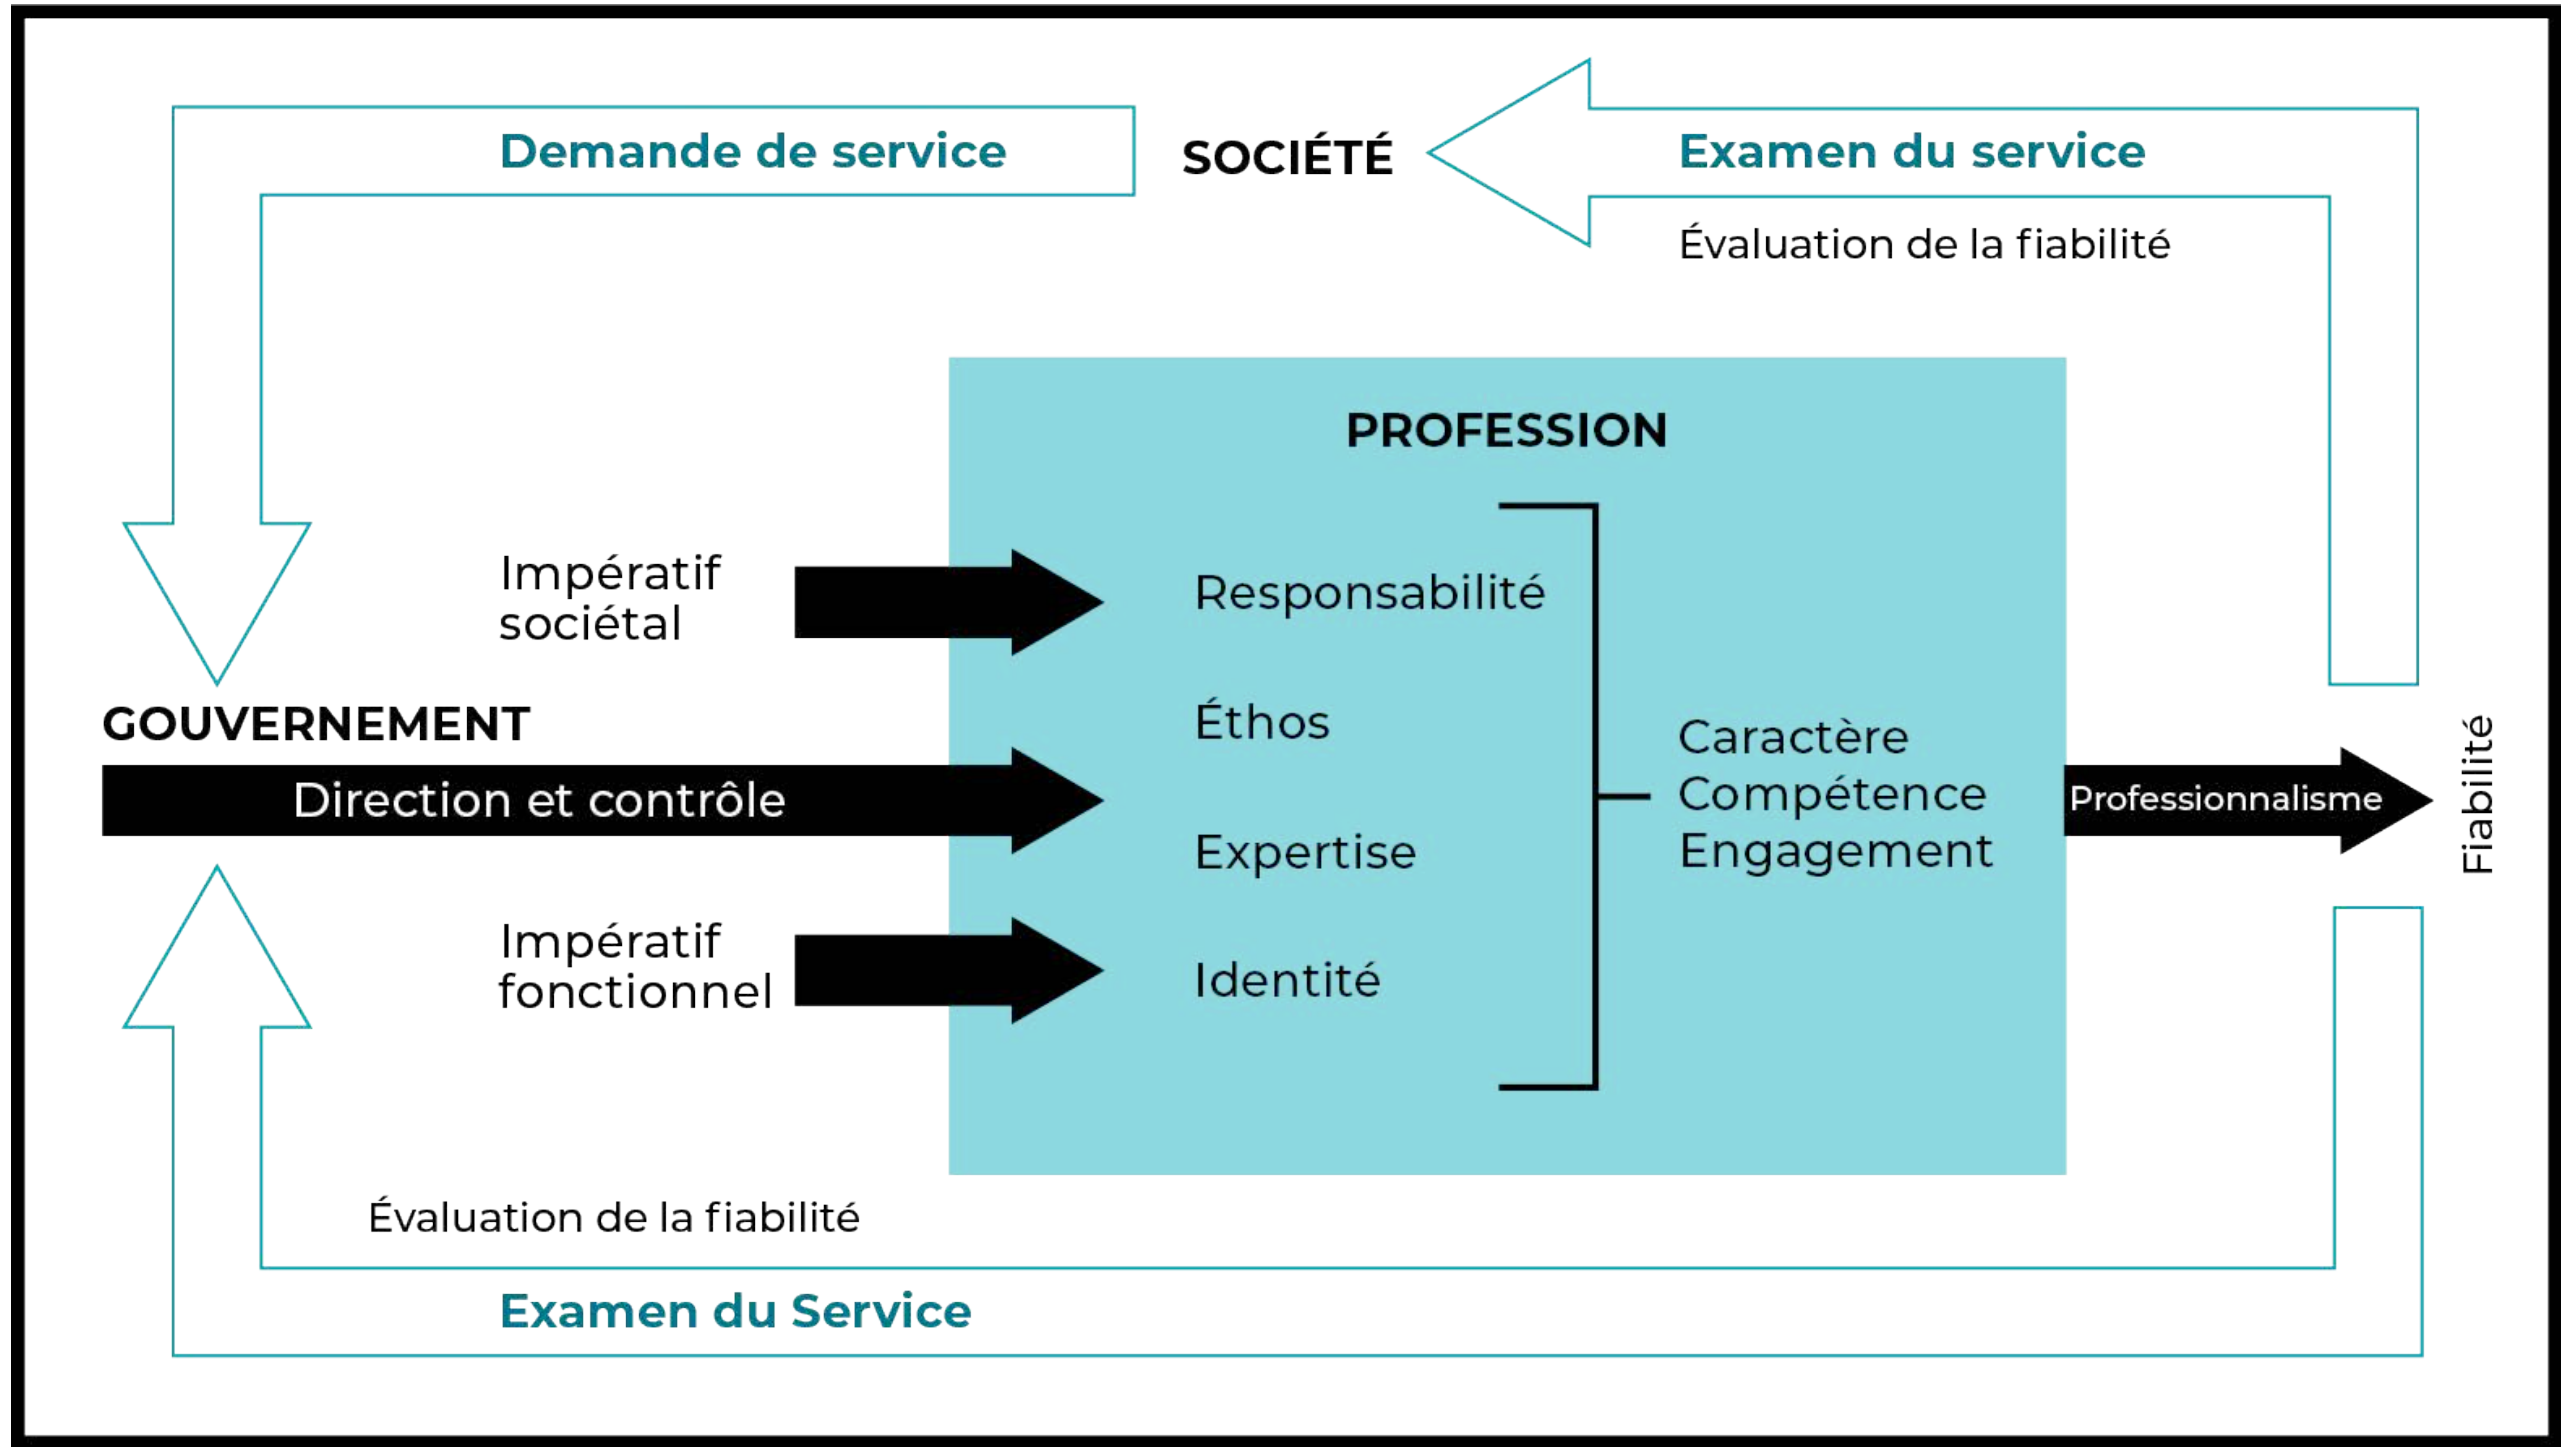 Demande de service
SOCIÉTÉ
Examen du service
Évaluation de la fiabilité
PROFESSION
Impératif
sociétal
Responsabilité
GOUVERNEMENT
Direction et contrôle
Éthos
Expertise
Impératif
fonctionnel
Identité
Caractère
Compétence
Engagement
Professionnalisme
Fiabilité
Évaluation de la fiabilité
Examen du Service